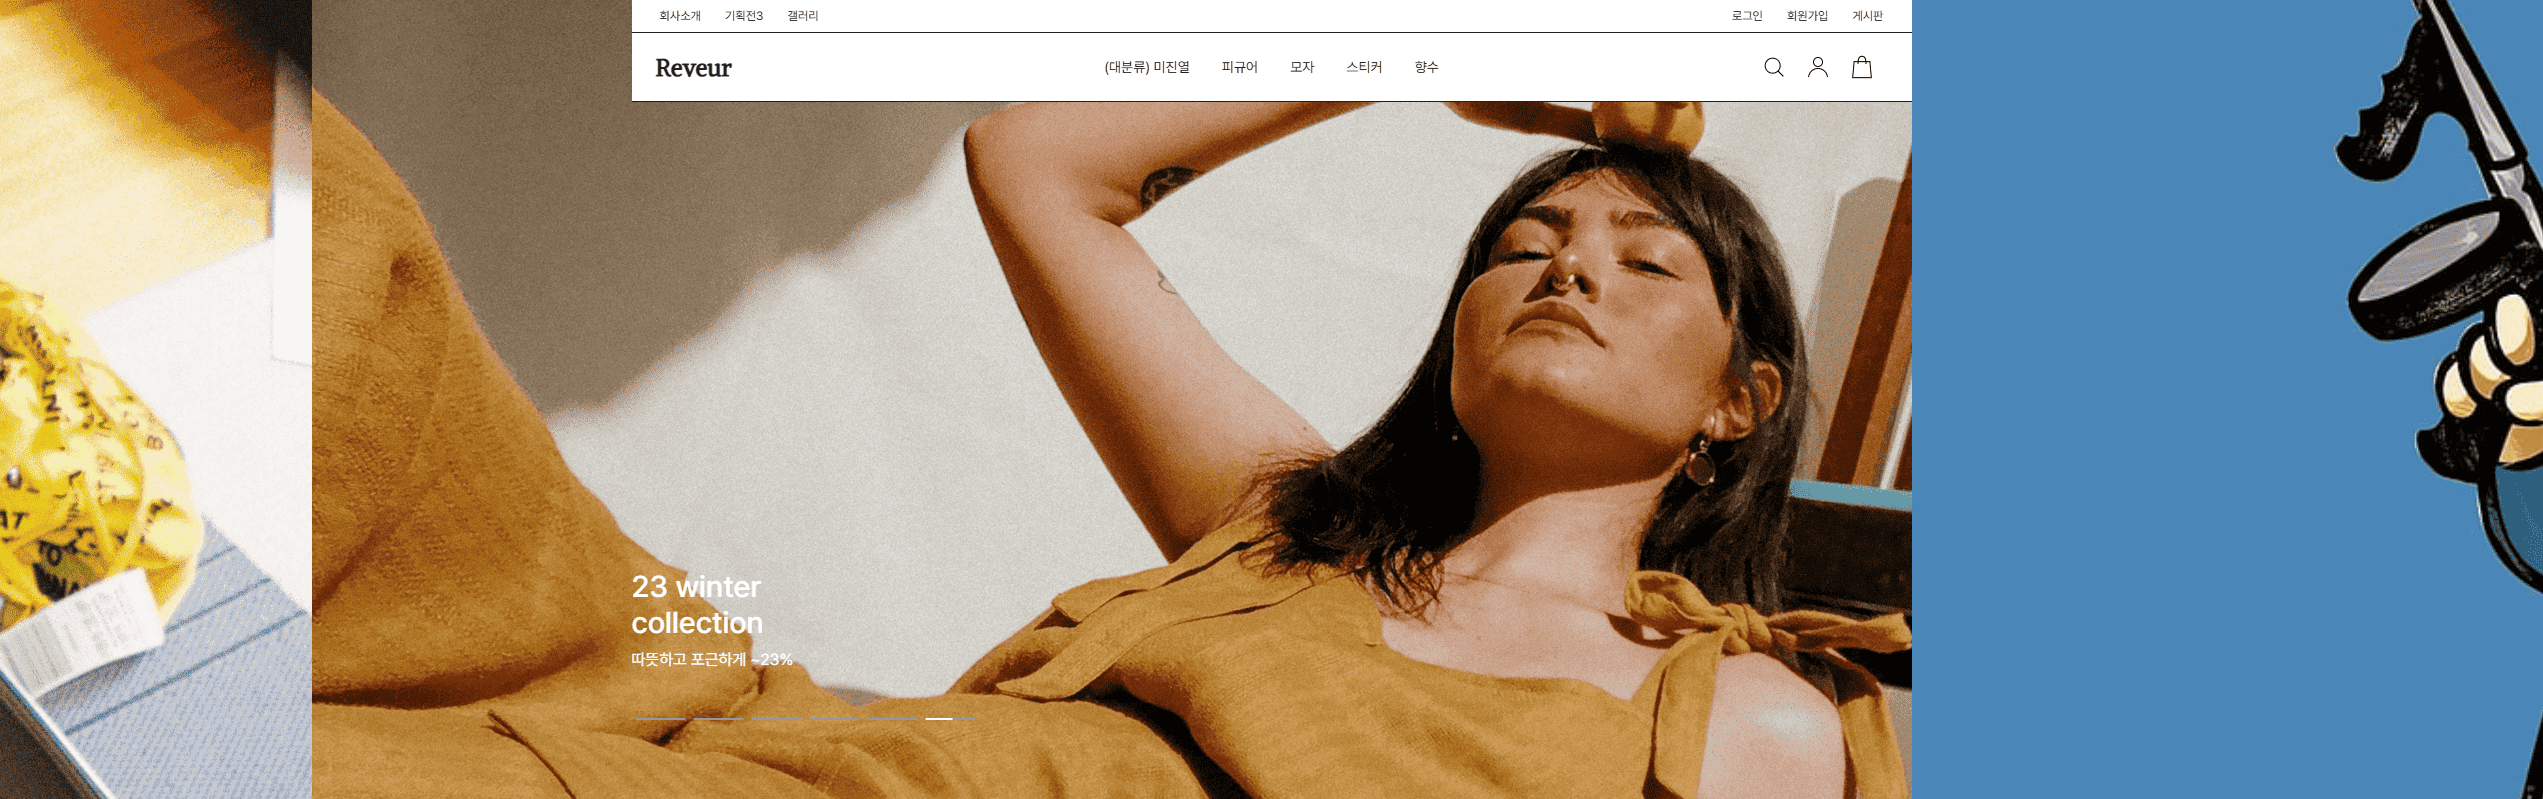 회사소개 기획전3 갤러리 로그인 회원가입 게시판
Reveur (대분류) 미진열 피규어 모자 스티커 향수
23 winter
collection
따뜻하고 포근하게 ~23%